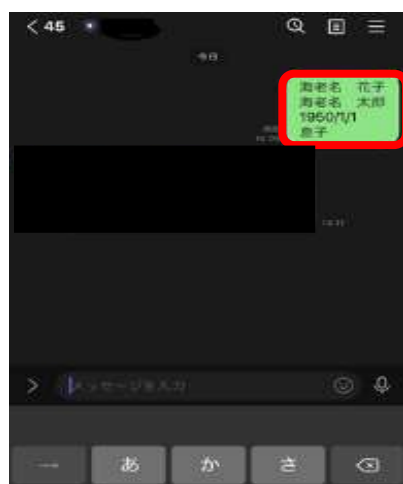 45
今日
海老名　花子
海老名　太郎
1950/1/1
息子
メッセージを入力
あ
か
さ